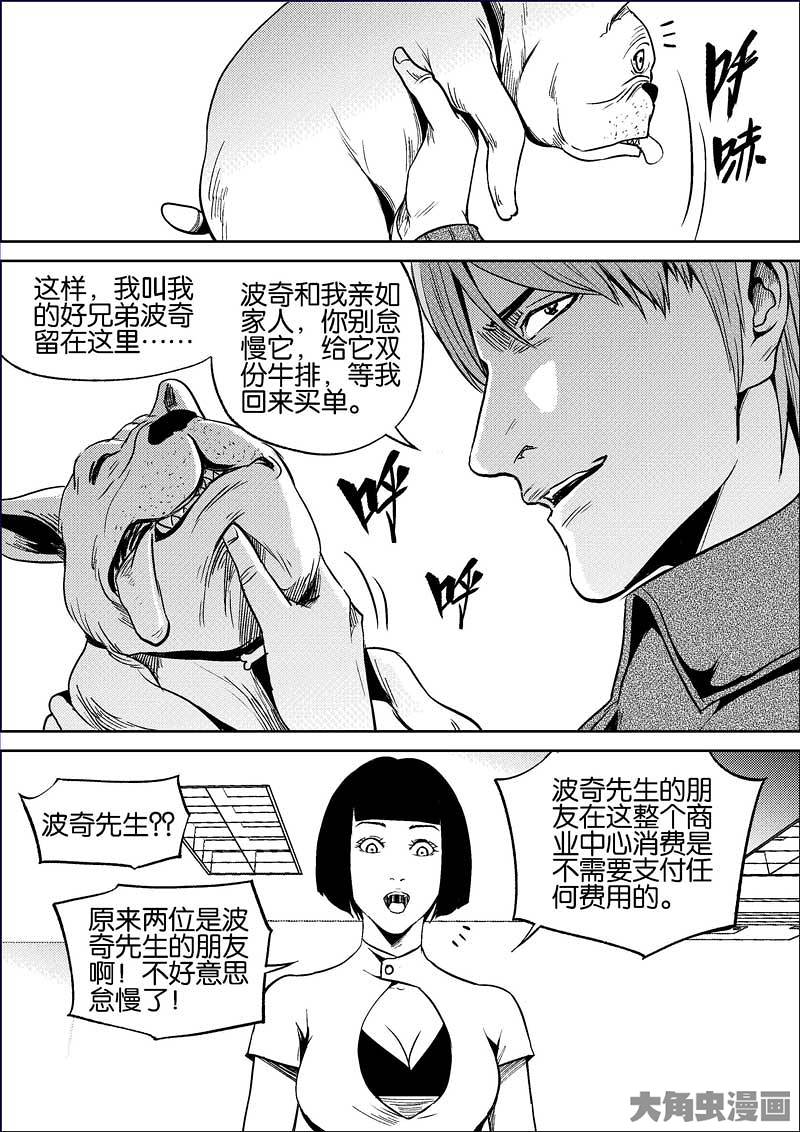 呼
哧
这样，我叫我
的好兄弟波奇
留在这里……
波奇和我亲如
家人，你别怠
慢它，给它双
份牛排，等我
回来买单。
呼
呼
波奇先生??
波奇先生的朋
友在这整个商
业中心消费是
不需要支付任
何费用的。
原来两位是波
奇先生的朋友
啊！不好意思
怠慢了！
大角虫漫画